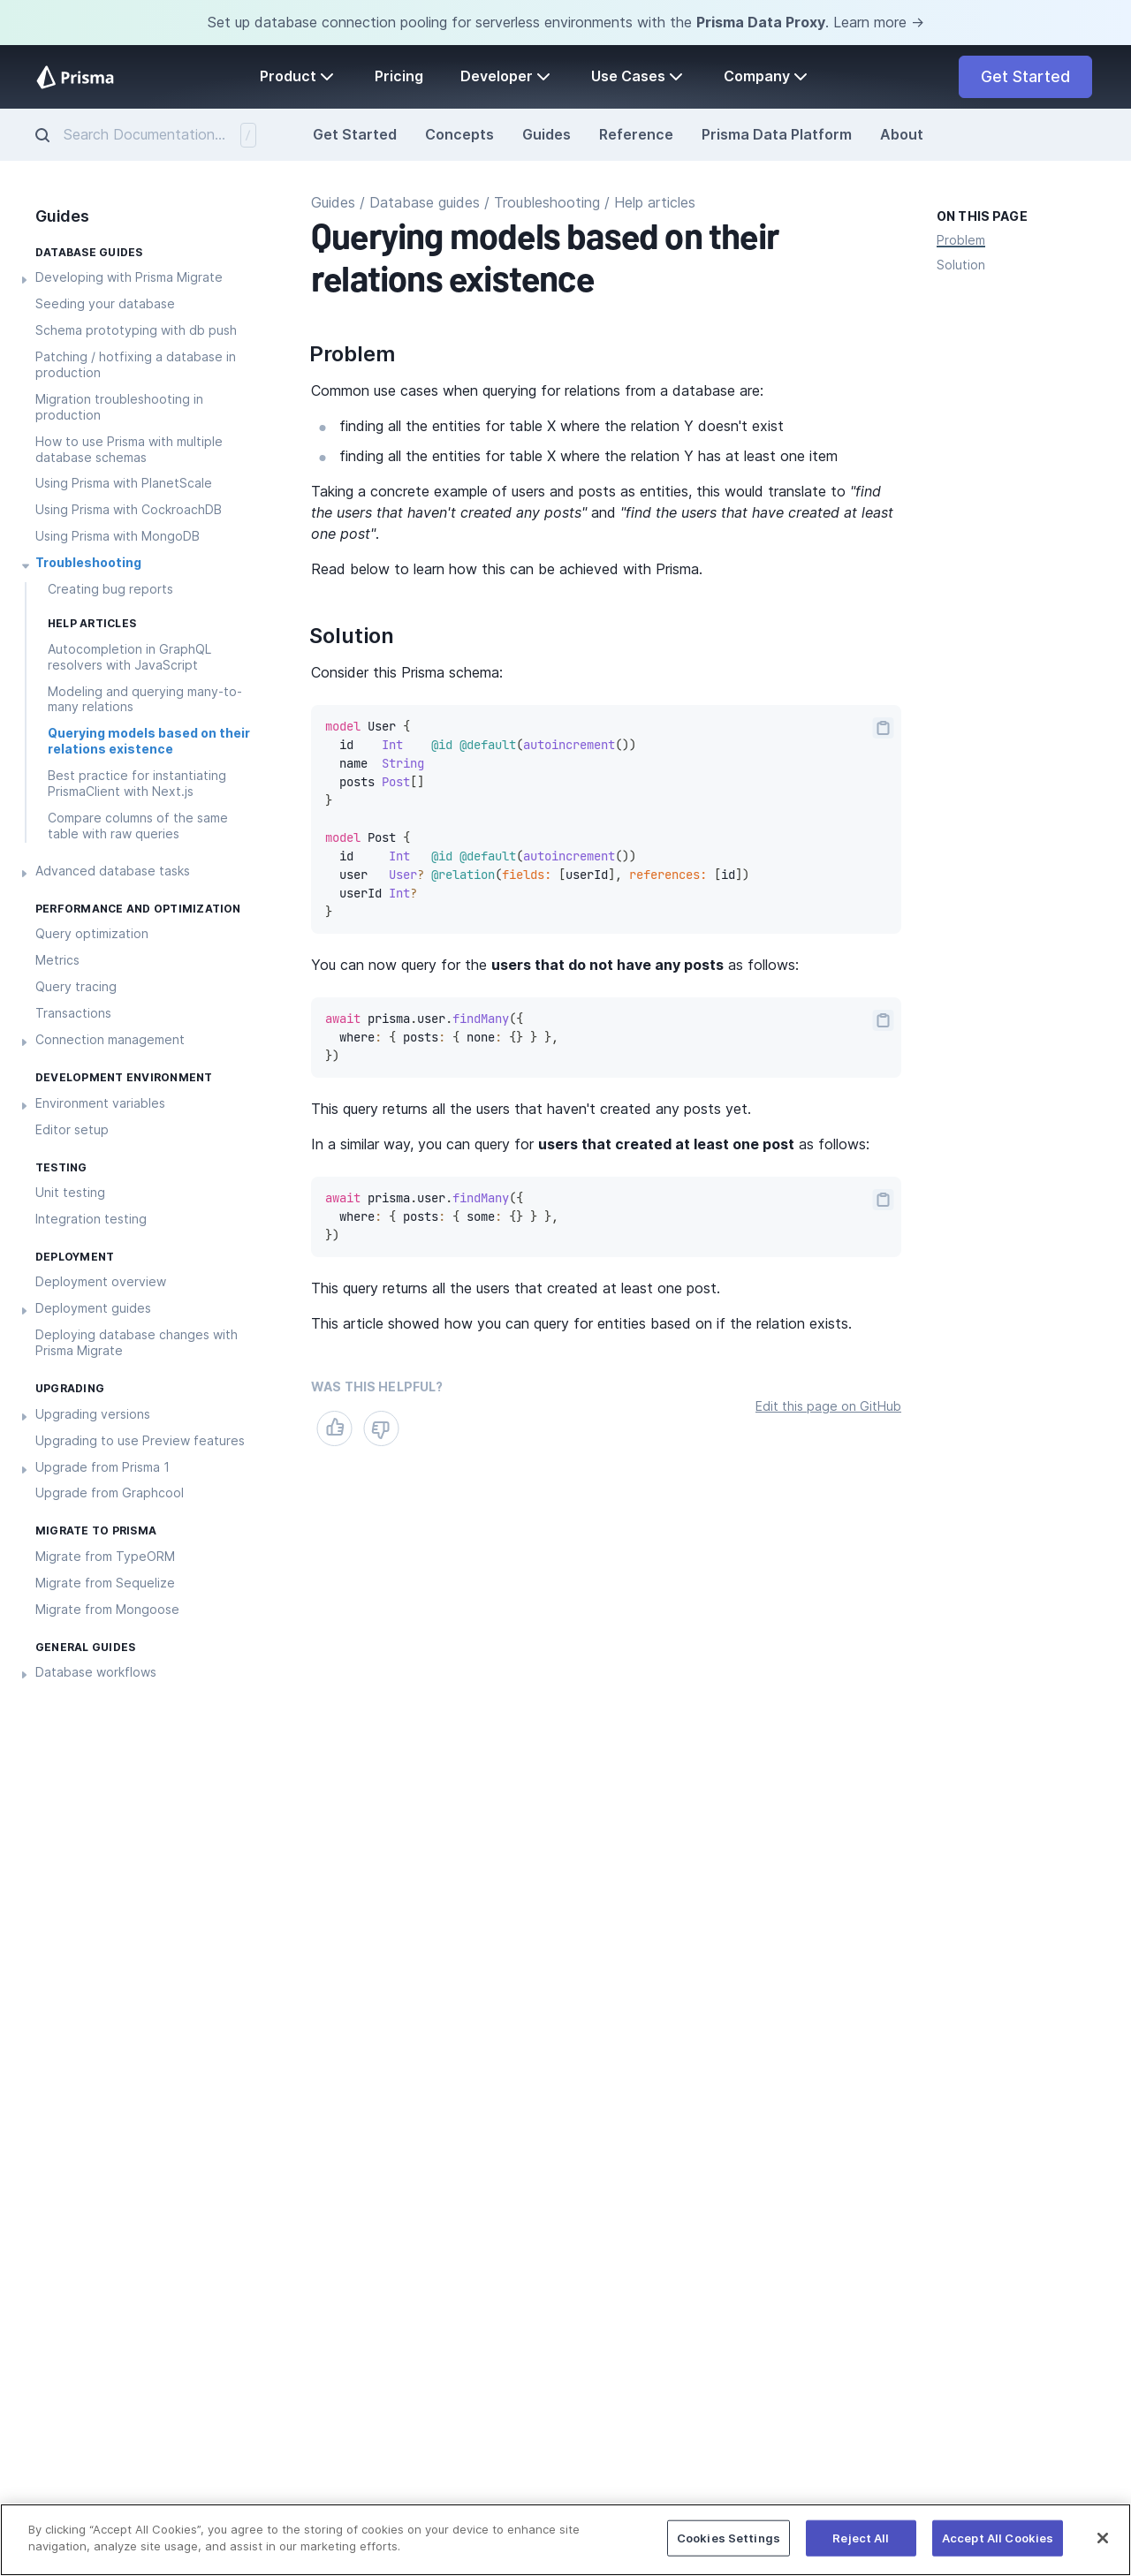 Set up database connection pooling for serverless environments with the Prisma Data Proxy. Learn more →
Prisma
Product
Pricing
Developer
Use Cases
Company
Get Started
Search Documentation...
/
Get Started
Concepts
Guides
Reference
Prisma Data Platform
About
Guides
DATABASE GUIDES
Developing with Prisma Migrate
Seeding your database
Schema prototyping with db push
Patching / hotfixing a database in
production
Migration troubleshooting in
production
How to use Prisma with multiple
database schemas
Using Prisma with PlanetScale
Using Prisma with CockroachDB
Using Prisma with MongoDB
Troubleshooting
Creating bug reports
HELP ARTICLES
Autocompletion in GraphQL
resolvers with JavaScript
Modeling and querying many-to-
many relations
Querying models based on their
relations existence
Best practice for instantiating
PrismaClient with Next.js
Compare columns of the same
table with raw queries
Advanced database tasks
PERFORMANCE AND OPTIMIZATION
Query optimization
Metrics
Query tracing
Transactions
Connection management
DEVELOPMENT ENVIRONMENT
Environment variables
Editor setup
TESTING
Unit testing
Integration testing
DEPLOYMENT
Deployment overview
Deployment guides
Deploying database changes with
Prisma Migrate
UPGRADING
Upgrading versions
Upgrading to use Preview features
Upgrade from Prisma 1
Upgrade from Graphcool
MIGRATE TO PRISMA
Migrate from TypeORM
Migrate from Sequelize
Migrate from Mongoose
GENERAL GUIDES
Database workflows
Guides / Database guides / Troubleshooting / Help articles
Querying models based on their
relations existence
Problem
Common use cases when querying for relations from a database are:
finding all the entities for table X where the relation Y doesn't exist
finding all the entities for table X where the relation Y has at least one item
Taking a concrete example of users and posts as entities, this would translate to "find
the users that haven't created any posts" and "find the users that have created at least
one post".
Read below to learn how this can be achieved with Prisma.
Solution
Consider this Prisma schema:
model User {
  id    Int    @id @default(autoincrement())
  name  String
  posts Post[]
}
model Post {
  id     Int   @id @default(autoincrement())
  user   User? @relation(fields: [userId], references: [id])
  userId Int?
}
You can now query for the users that do not have any posts as follows:
await prisma.user.findMany({
  where: { posts: { none: {} } },
})
This query returns all the users that haven't created any posts yet.
In a similar way, you can query for users that created at least one post as follows:
await prisma.user.findMany({
  where: { posts: { some: {} } },
})
This query returns all the users that created at least one post.
This article showed how you can query for entities based on if the relation exists.
WAS THIS HELPFUL?
Edit this page on GitHub
ON THIS PAGE
Problem
Solution
By clicking “Accept All Cookies”, you agree to the storing of cookies on your device to enhance site
navigation, analyze site usage, and assist in our marketing efforts.
Cookies Settings
Reject All
Accept All Cookies